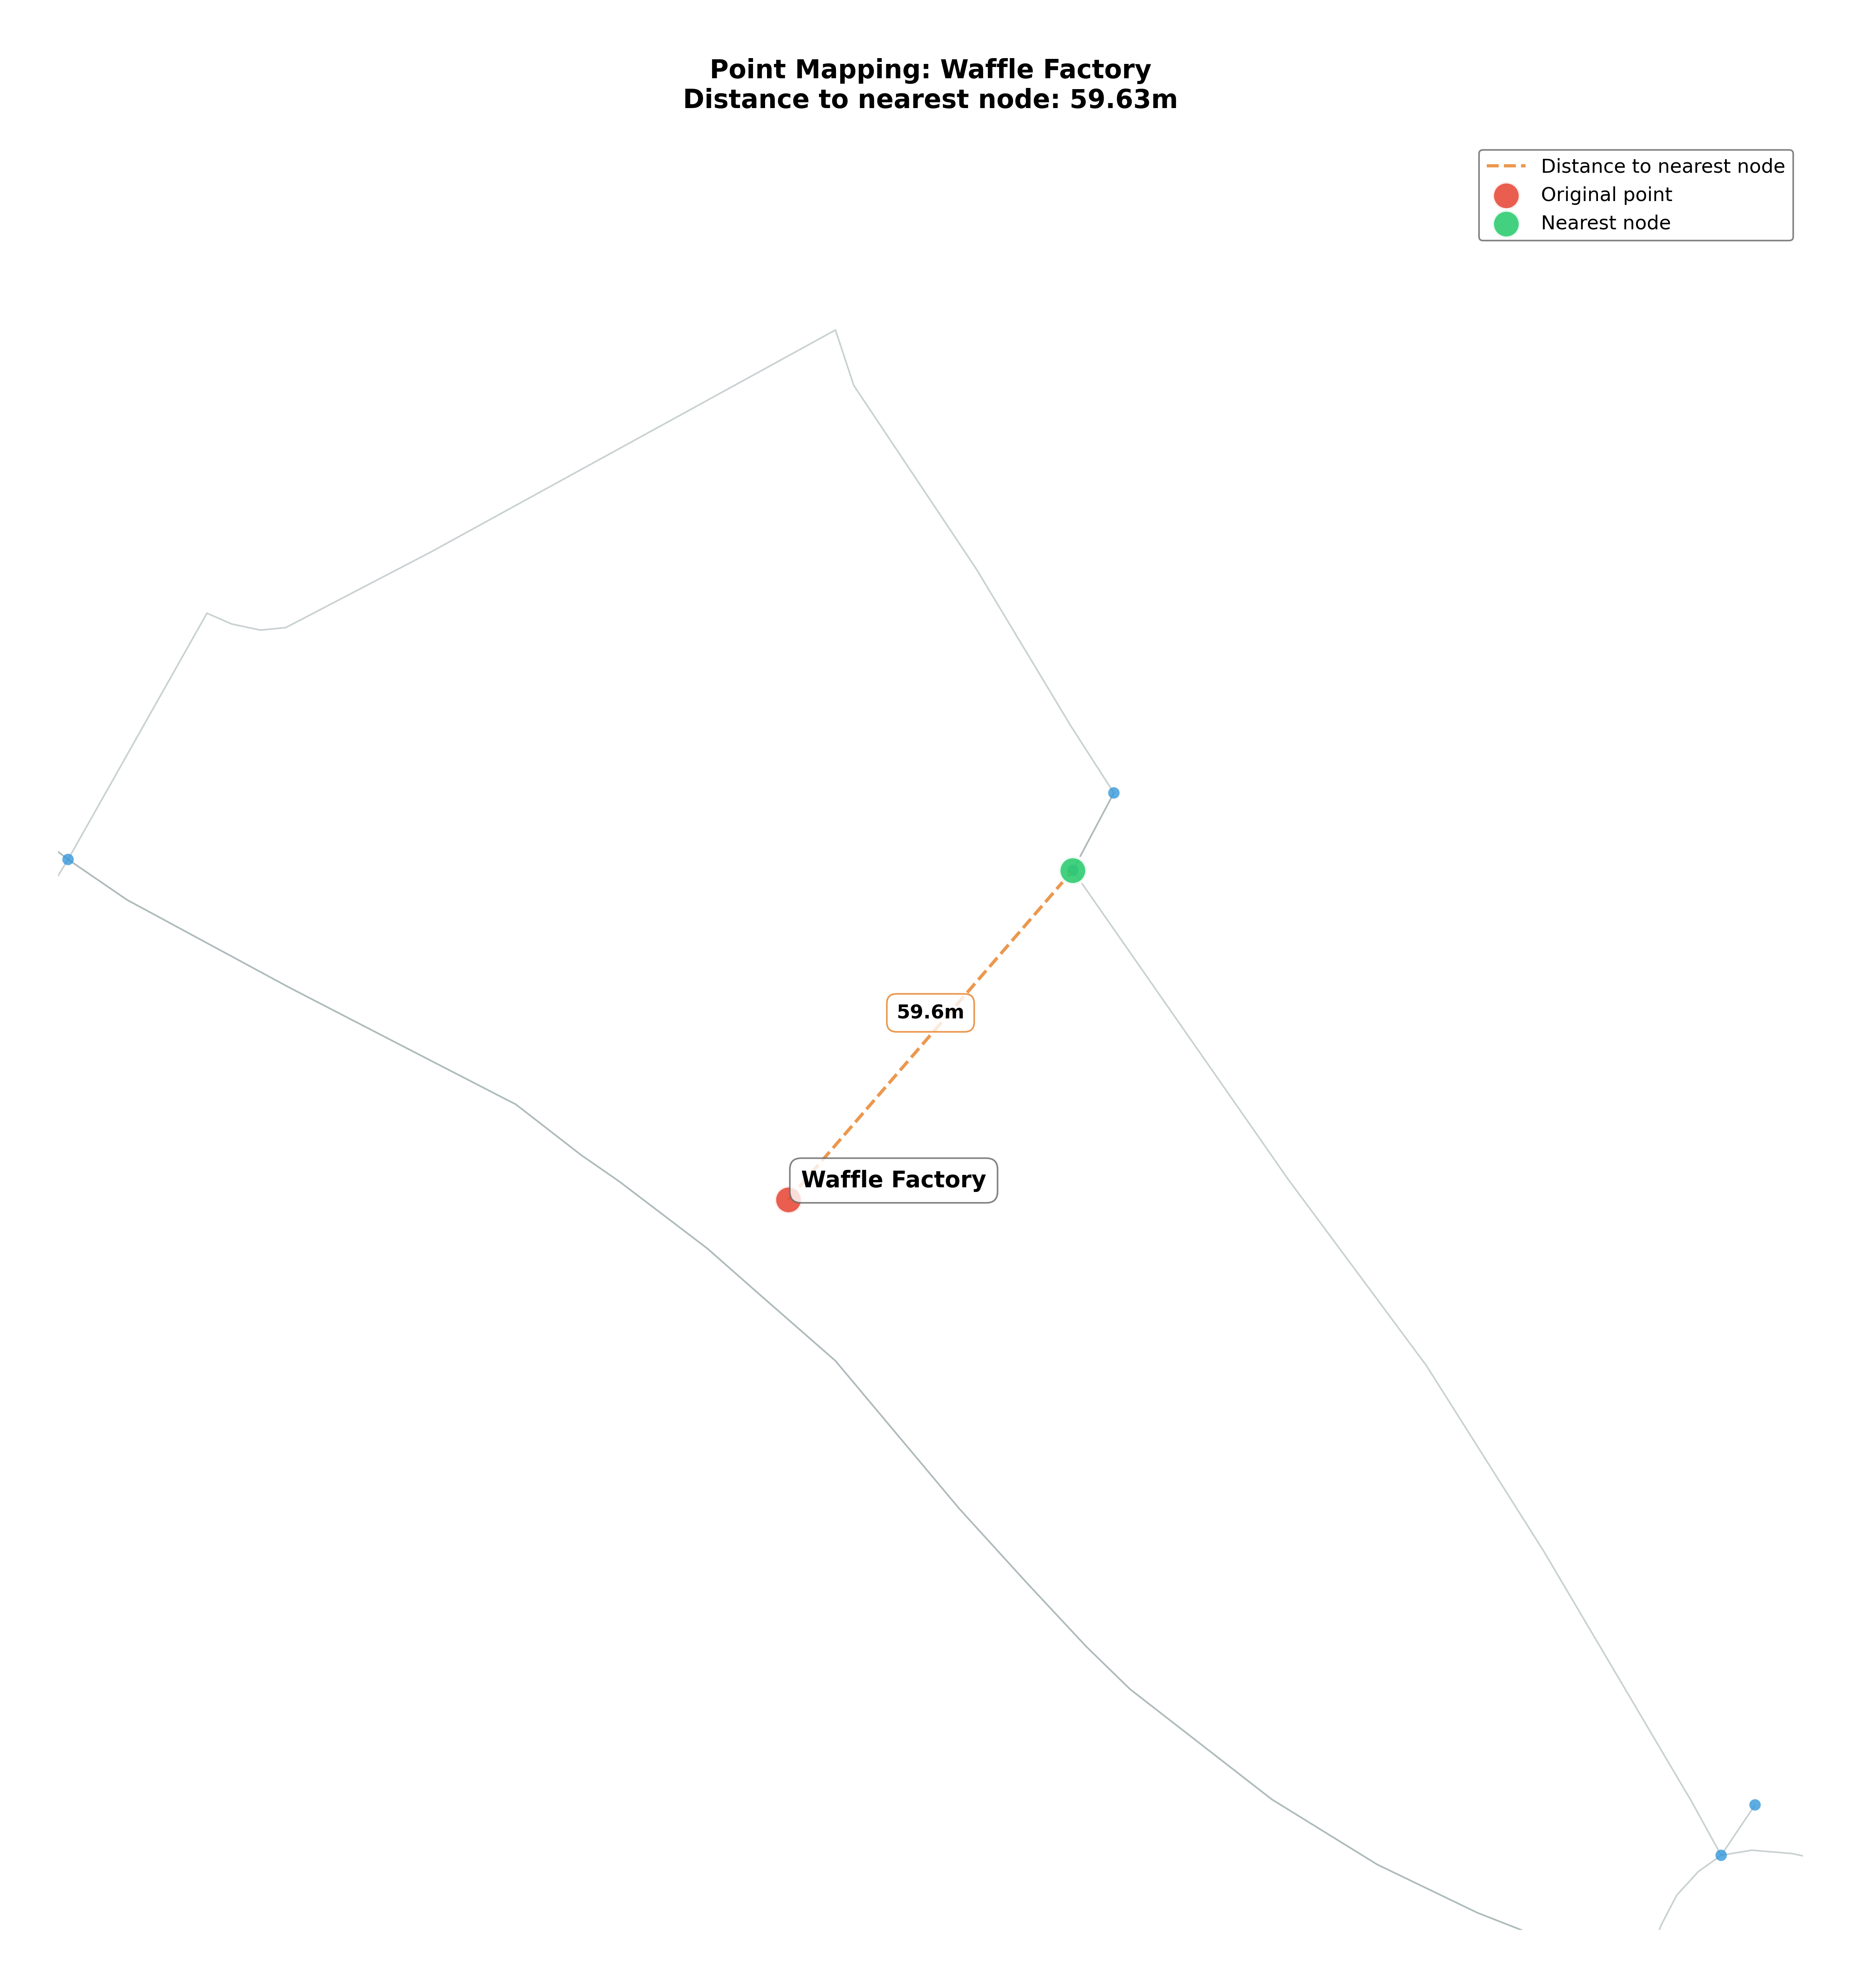 Point Mapping: Waffle Factory
Distance to nearest node: 59.63m
Distance to nearest node
Original point
Nearest node
59.6m
Waffle Factory